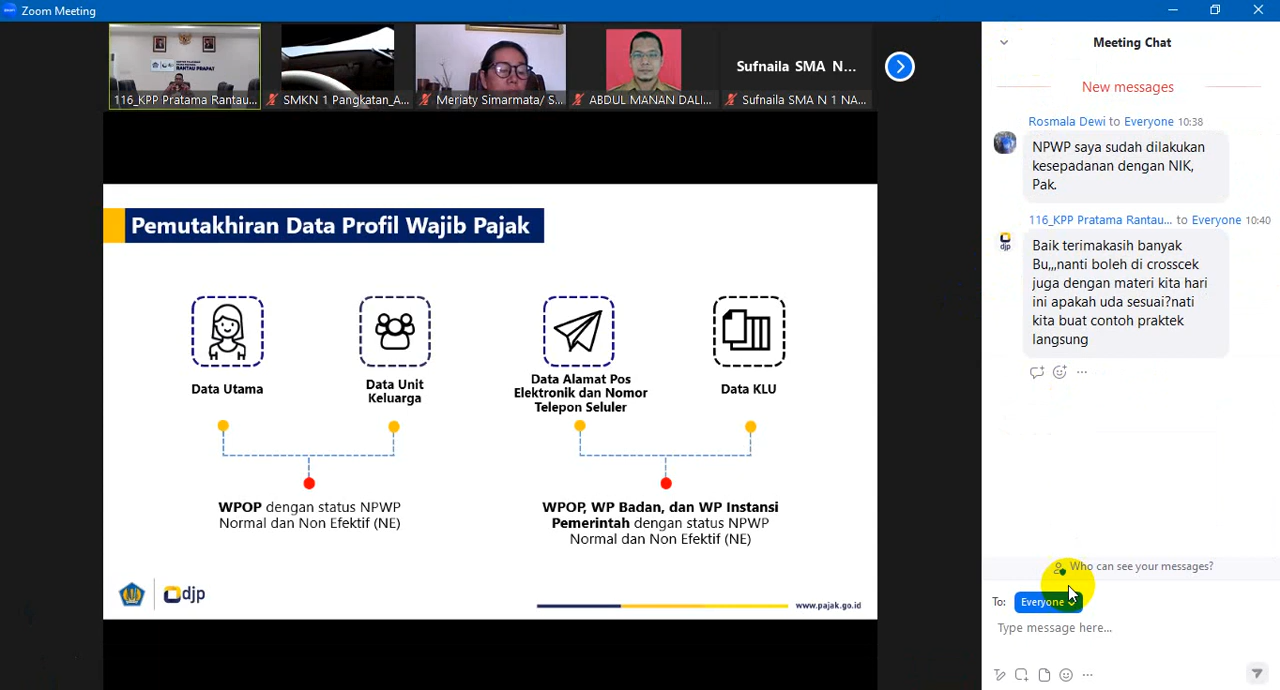 Zoom Meeting
RANTAU PRAPAT
116_KPP Pratama Rantau...
SMKN 1 Pangkatan_A...
Meriaty Simarmata/ S...
ABDUL MANAN DALI...
Sufnaila SMA N...
Sufnaila SMA N 1 NA...
Pemutakhiran Data Profil Wajib Pajak
Data Utama
Data Unit
Keluarga
Data Alamat Pos
Elektronik dan Nomor
Telepon Seluler
Data KLU
WPOP dengan status NPWP
Normal dan Non Efektif (NE)
WPOP, WP Badan, dan WP Instansi
Pemerintah dengan status NPWP
Normal dan Non Efektif (NE)
djp
www.pajak.go.id
Meeting Chat
New messages
Rosmala Dewi to Everyone 10:38
NPWP saya sudah dilakukan
kesepadanan dengan NIK,
Pak.
116_KPP Pratama Rantau... to Everyone 10:40
djp
Baik terimakasih banyak
Bu,,,nanti boleh di crosscek
juga dengan materi kita hari
ini apakah uda sesuai?nati
kita buat contoh praktek
langsung
Who can see your messages?
To: Everyone
Type message here...